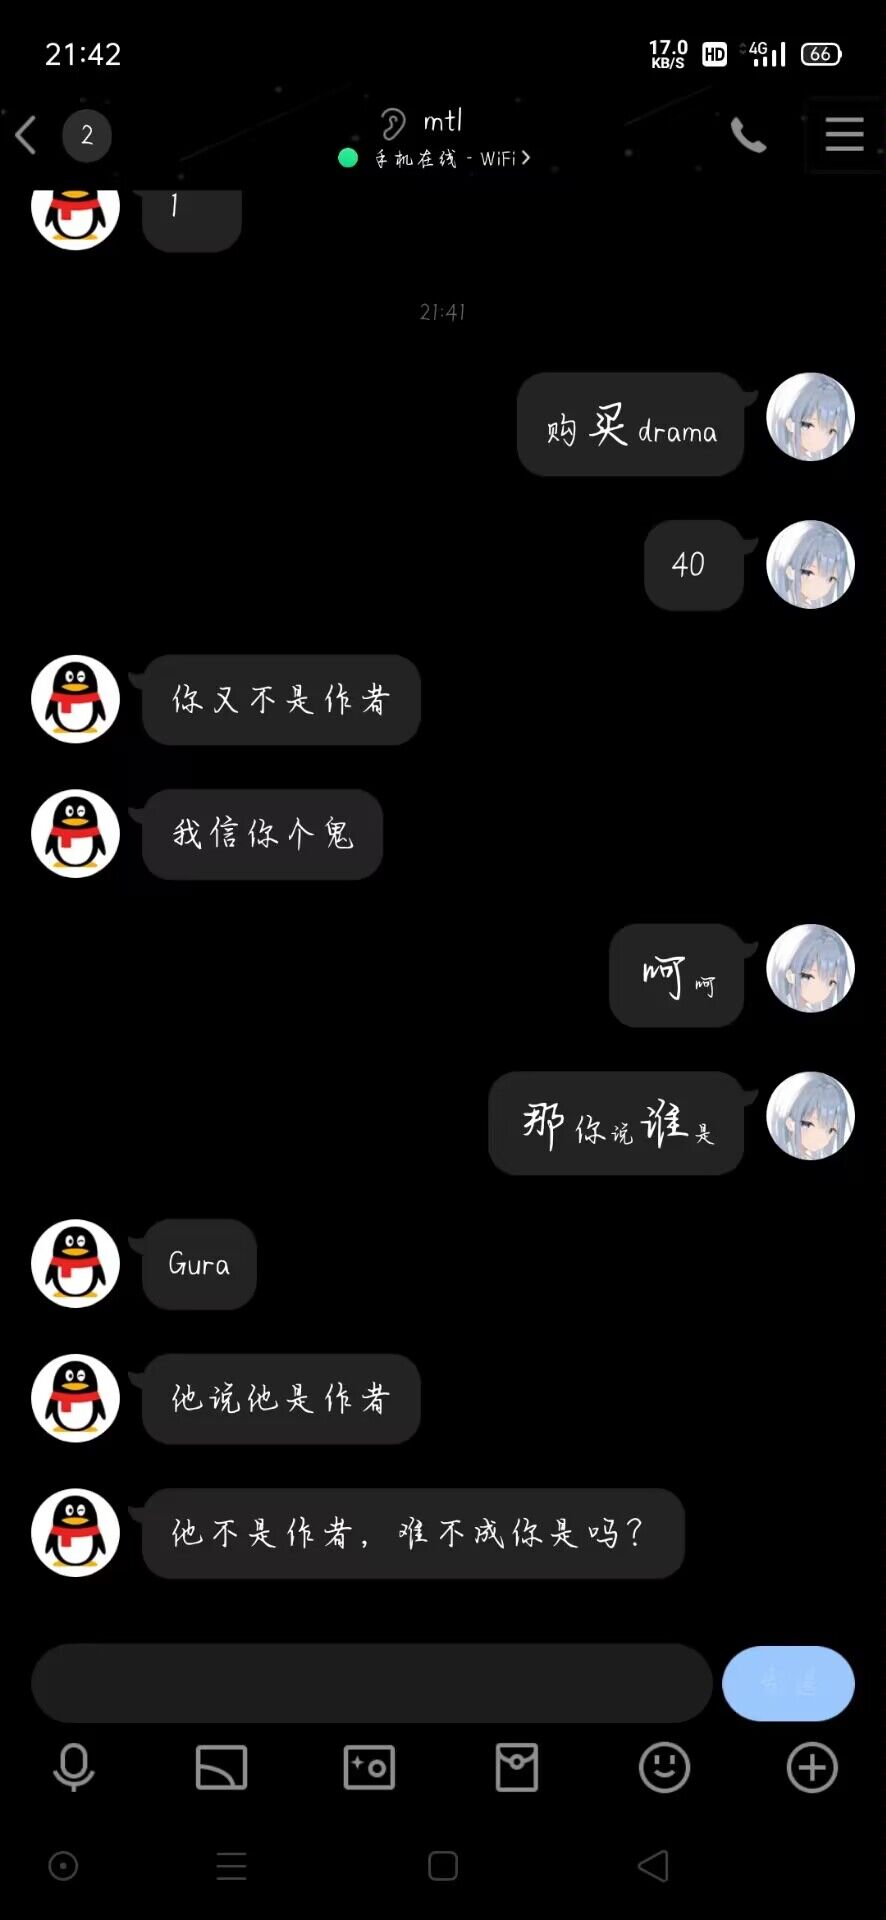 21:42
17.0
KB/S
HD
4G
66
2
mtl
手机在线 - WiFi
1
21:41
购买drama
40
你又不是作者
我信你个鬼
呵呵
那你说谁是
Gura
他说他是作者
他不是作者，难不成你是吗？
发送